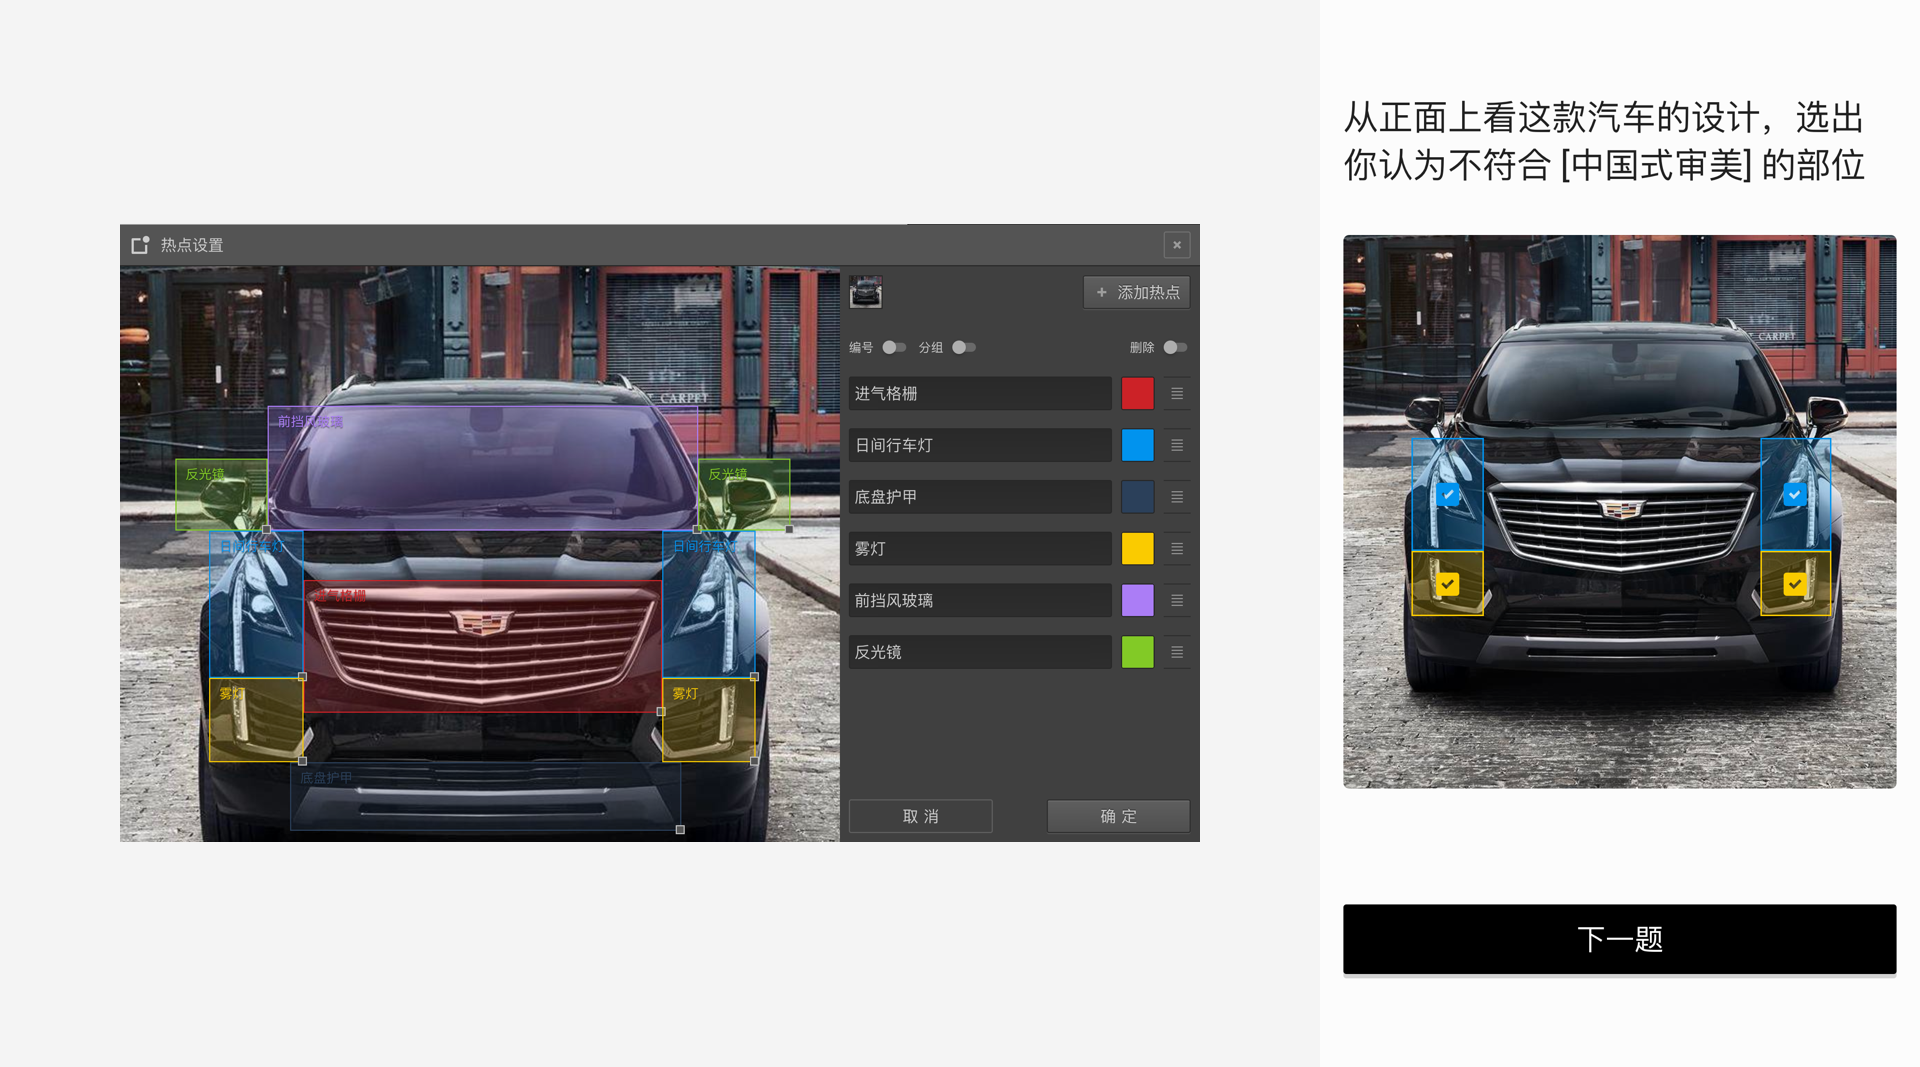 热点设置
添加热点
编号
分组
删除
进气格栅
日间行车灯
底盘护甲
雾灯
前挡风玻璃
反光镜
取消
确定
前挡风玻璃
反光镜
反光镜
日间行车灯
日间行车灯
进气格栅
雾灯
雾灯
底盘护甲
CARPET
从正面上看这款汽车的设计，选出
你认为不符合 [中国式审美] 的部位
CARPET
下一题